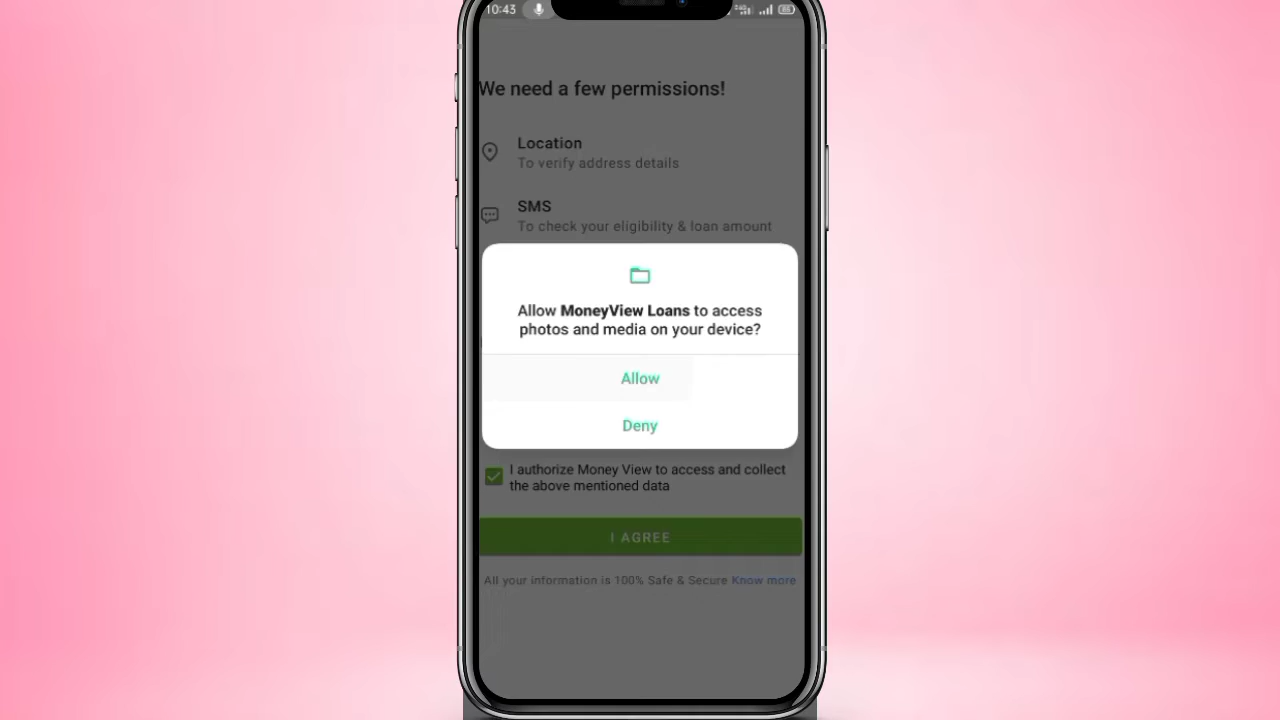 10:43
We need a few permissions!
Location
To verify address details
SMS
To check your eligibility & loan amount
Allow MoneyView Loans to access
photos and media on your device?
Allow
Deny
I authorize Money View to access and collect
the above mentioned data
I AGREE
All your information is 100% Safe & Secure Know more